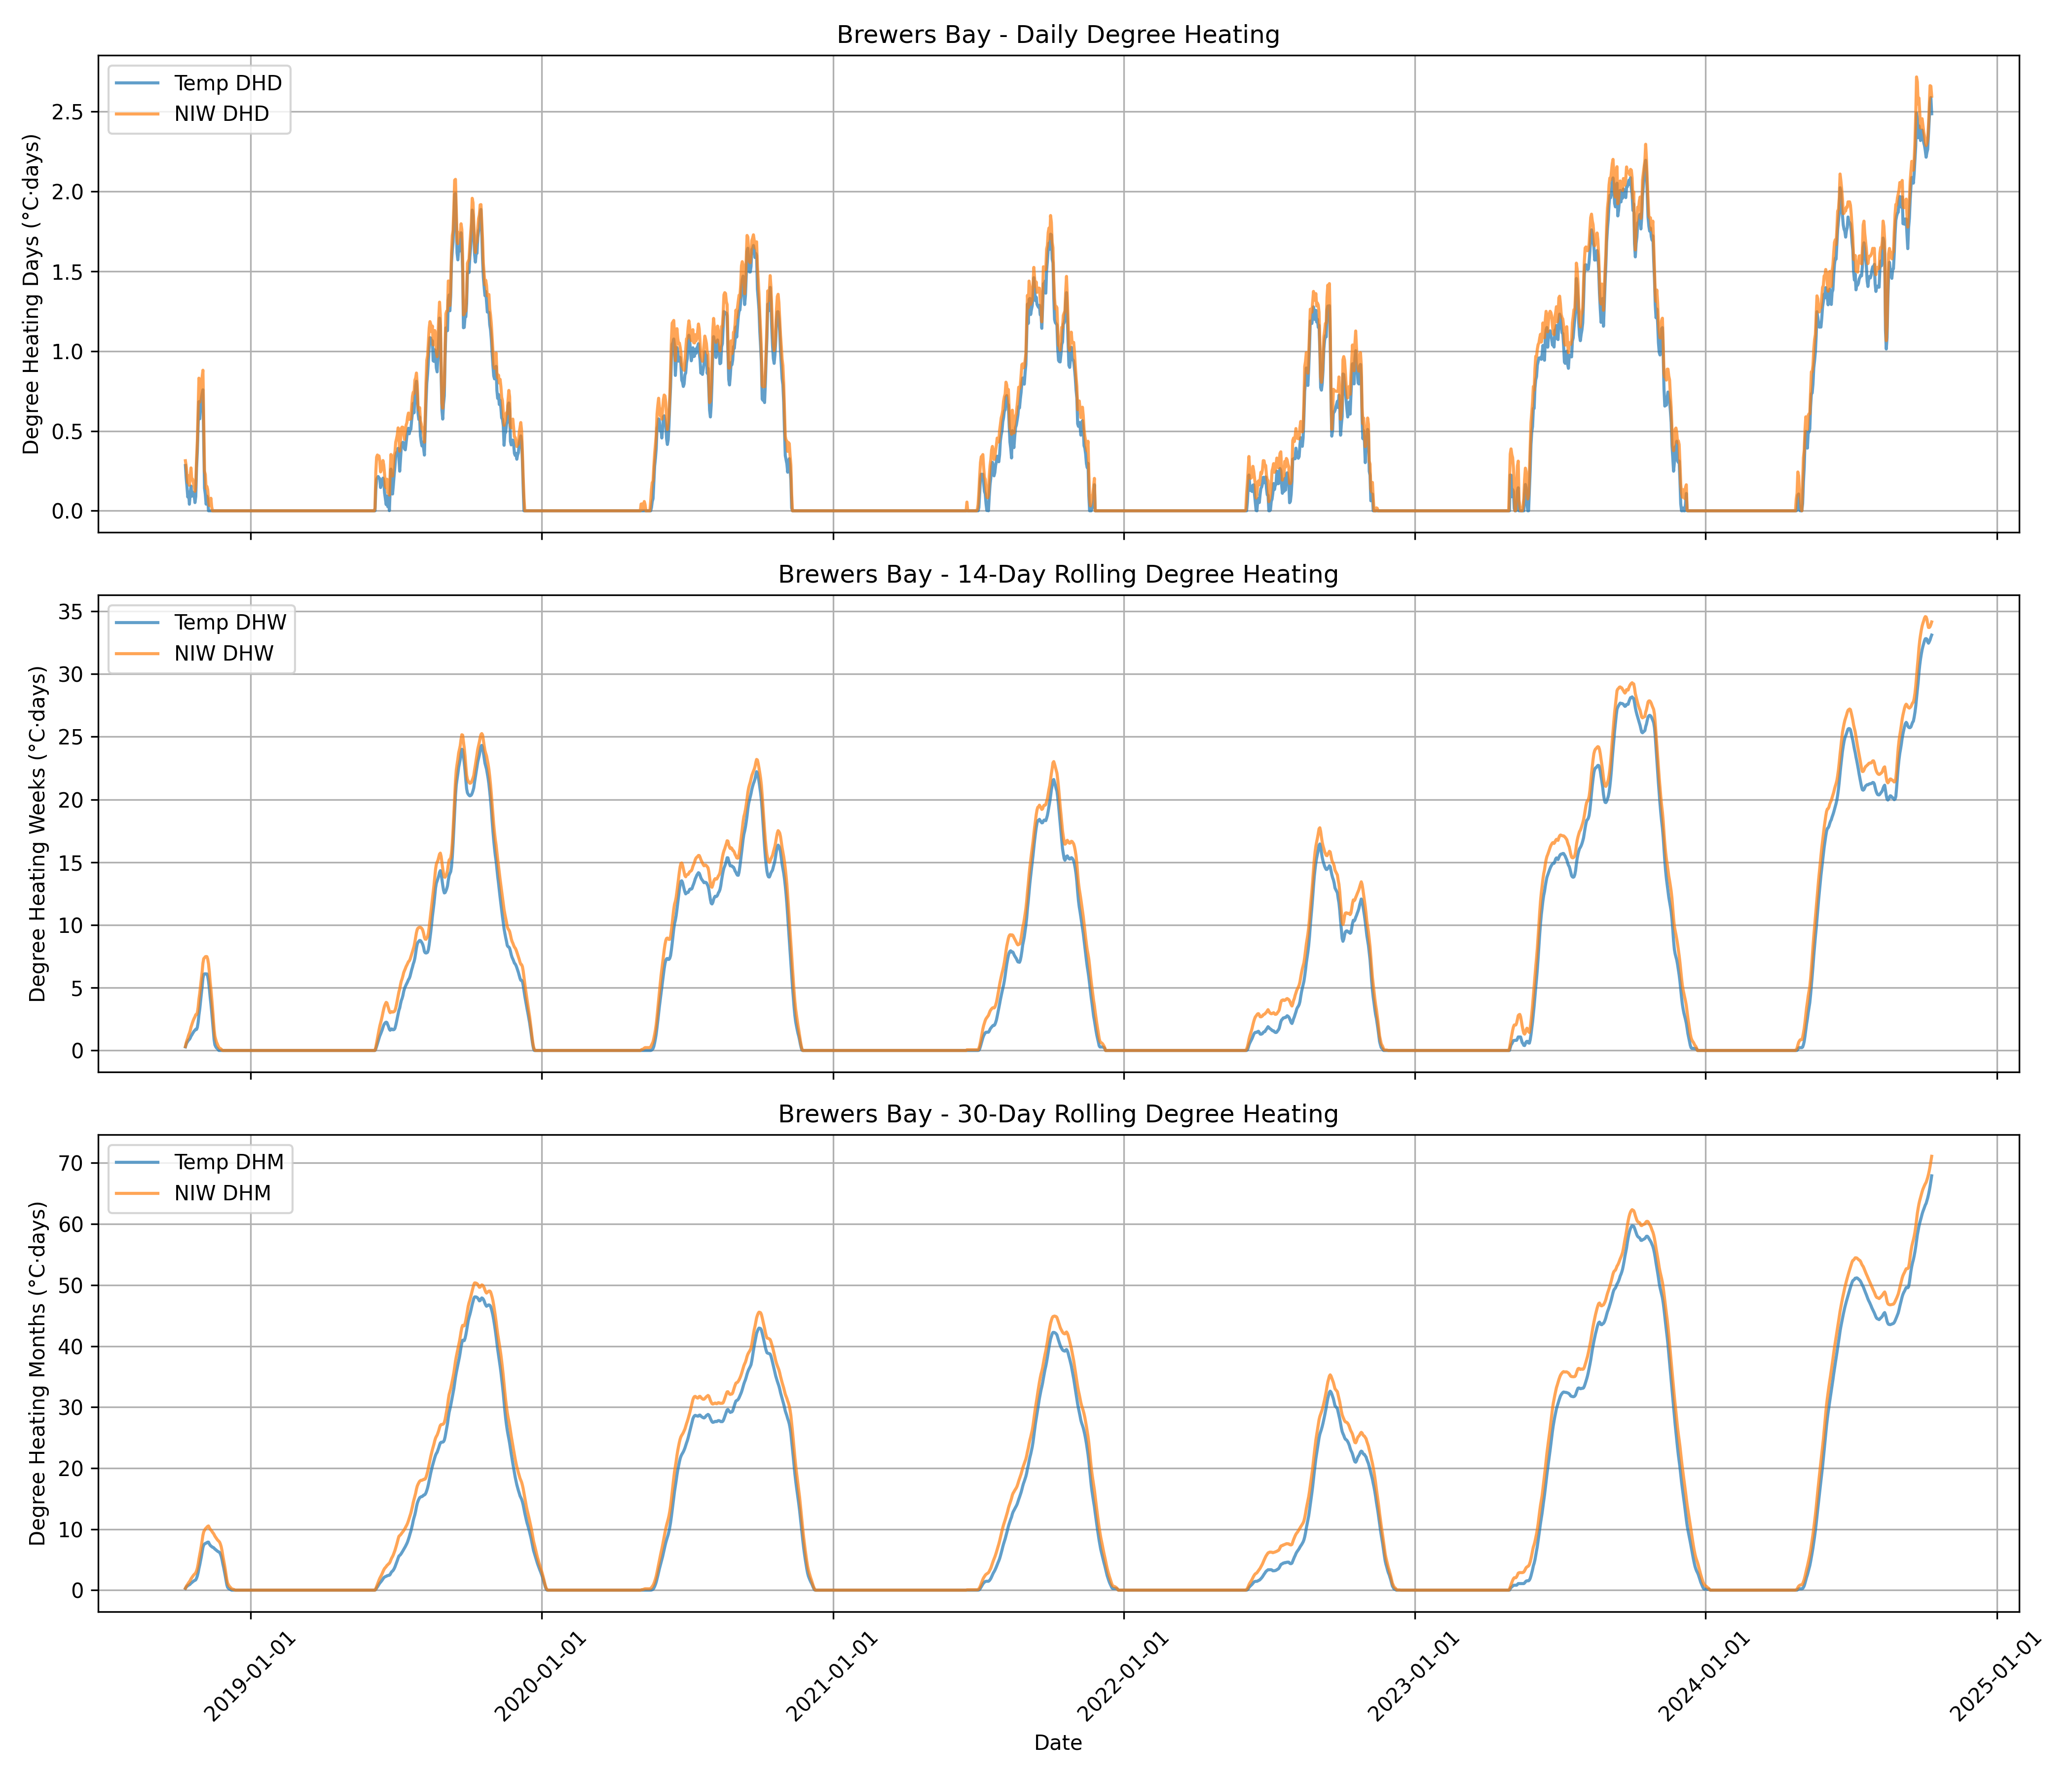 Brewers Bay - Daily Degree Heating
Degree Heating Days (°C·days)
2.5
2.0
1.5
1.0
0.5
0.0
Temp DHD
NIW DHD
Brewers Bay - 14-Day Rolling Degree Heating
Degree Heating Weeks (°C·days)
35
30
25
20
15
10
5
0
Temp DHW
NIW DHW
Brewers Bay - 30-Day Rolling Degree Heating
Degree Heating Months (°C·days)
70
60
50
40
30
20
10
0
Temp DHM
NIW DHM
2019-01-01
2020-01-01
2021-01-01
2022-01-01
2023-01-01
2024-01-01
2025-01-01
Date